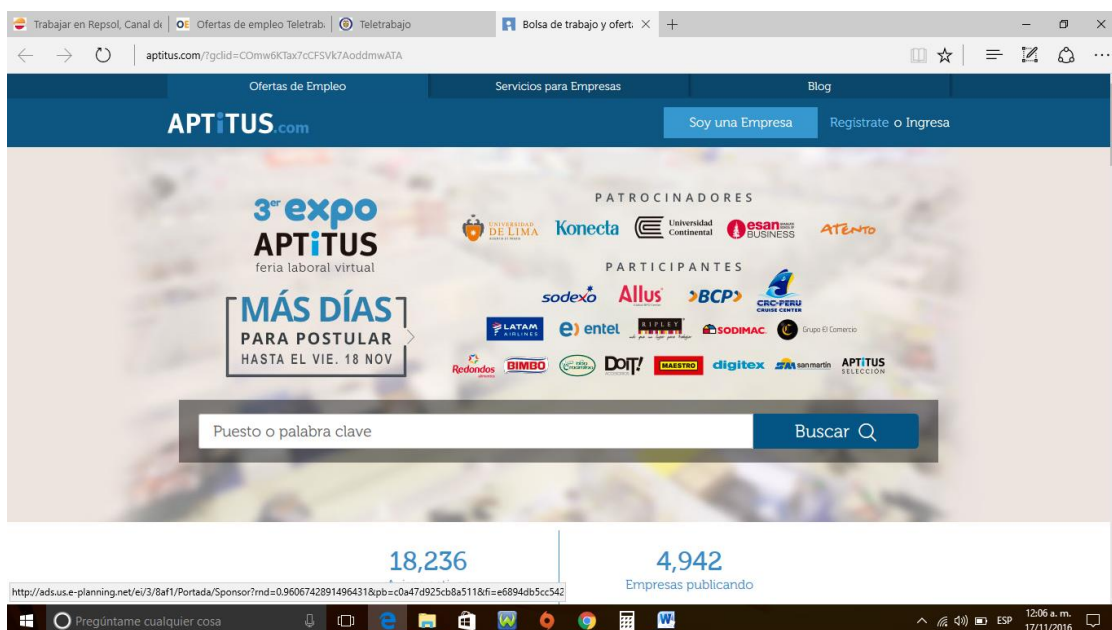 Trabajar en Repsol, Canal de
OE Ofertas de empleo Teletrab
Teletrabajo
Bolsa de trabajo y ofert
aptitus.com/?gclid=COmw6KTax7cCFSVk7AoddmwATA
Ofertas de Empleo
Servicios para Empresas
Blog
APTiTUS.com
Soy una Empresa
Regístrate o Ingresa
3er expo
APTiTUS
feria laboral virtual
MÁS DÍAS
PARA POSTULAR
HASTA EL VIE. 18 NOV
PATROCINADORES
UNIVERSIDAD DE LIMA
Konecta
Universidad Continental
esan BUSINESS
ATENTO
PARTICIPANTES
sodexo
Allus
BCP
CRC-PERU
CRUISE CENTER
LATAM AIRLINES
entel
RIPLEY
SODIMAC
Grupo El Comercio
Redondos
BIMBO
DOIT!
MAESTRO
digitex
sanmartin
APTiTUS SELECCIÓN
Puesto o palabra clave
Buscar
18,236
4,942
Empresas publicando
http://ads.us.e-planning.net/ei/3/8af1/Portada/Sponsor?rnd=0.9606742891496431&pb=c0a47d925cb8a511&fi=e6894db5cc542
Pregúntame cualquier cosa
ESP
12:06 a. m.
17/11/2016